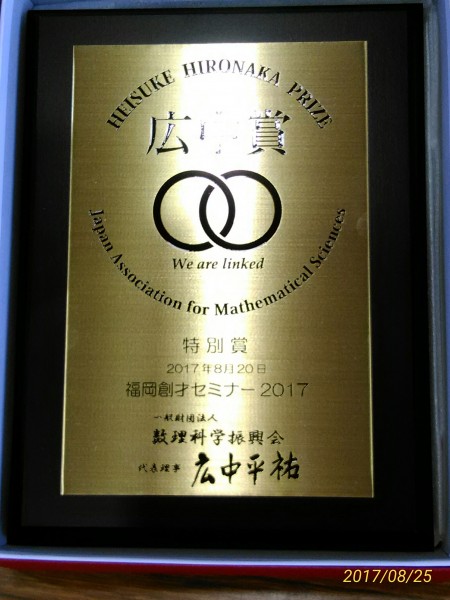 HEISUKE HIRONAKA PRIZE
広中賞
We are linked
Japan Association for Mathematical Sciences
特別賞
2017年8月20日
福岡創才セミナー2017
一般財団法人
数理科学振興会
代表理事 広中平祐
2017/08/25